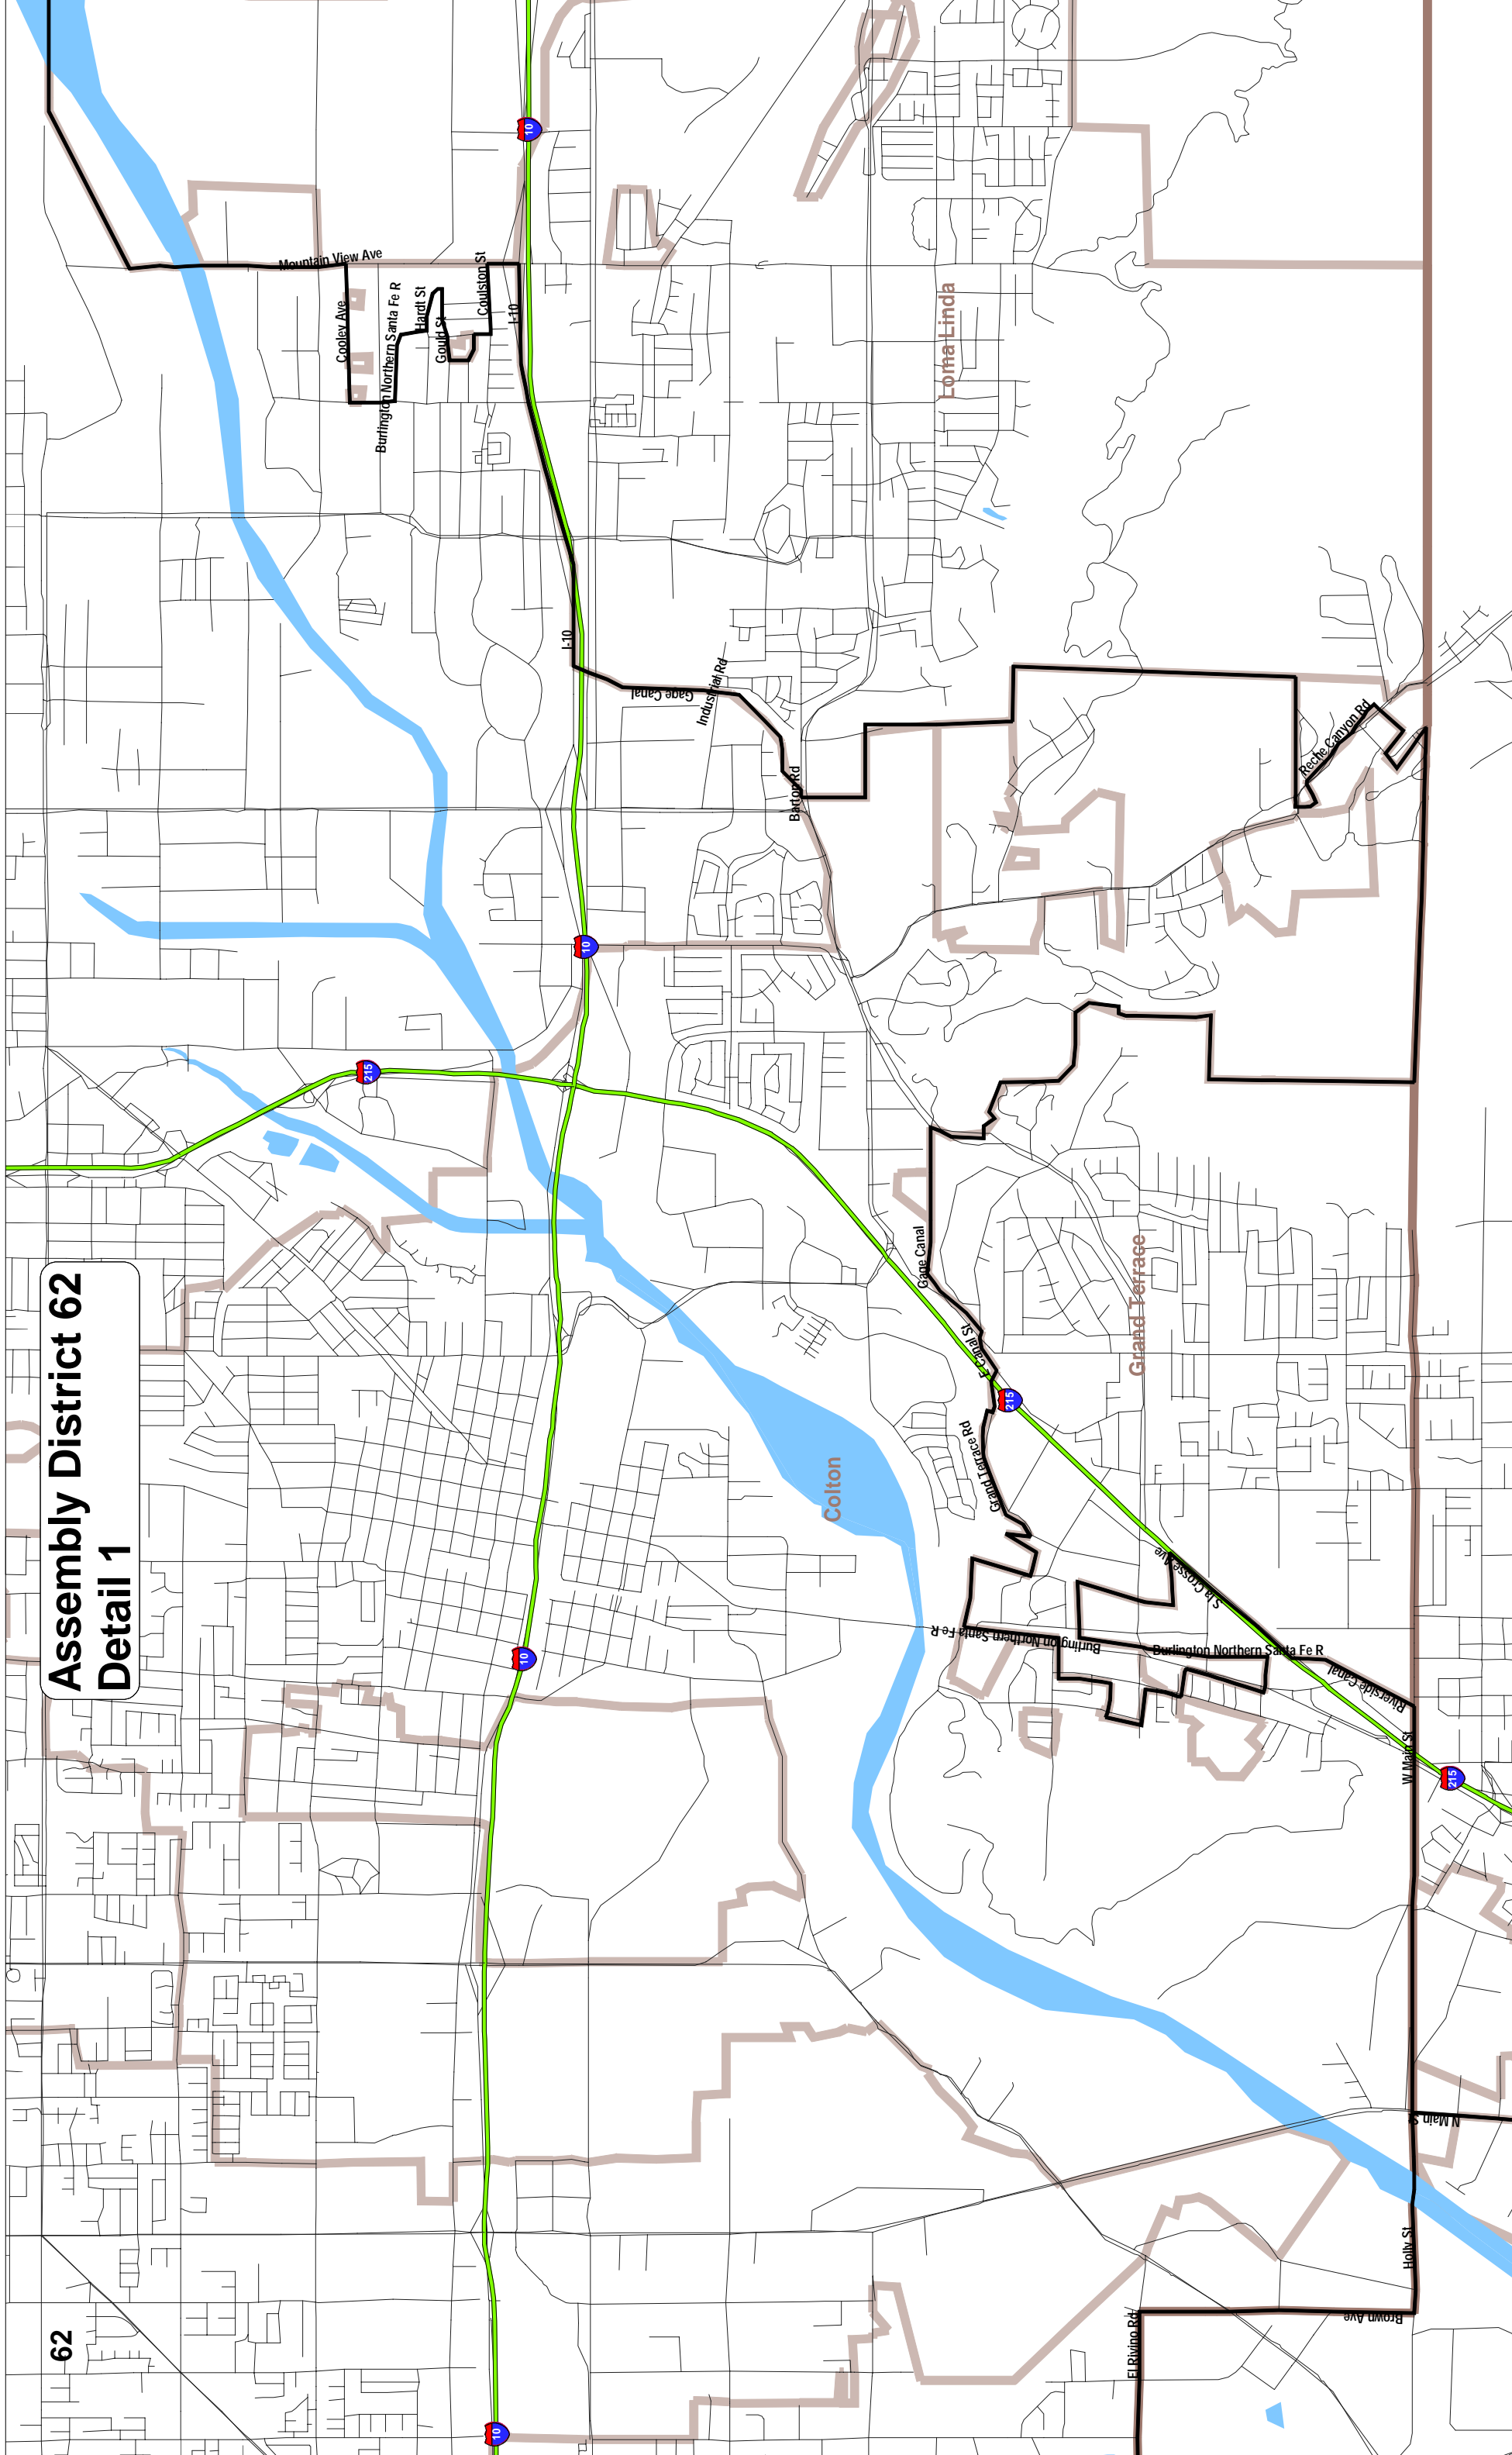 Assembly District 62
Detail 1
62
10
Mountain View Ave
Cooley Ave
Burlington Northern Santa Fe R
Hardt St
Gould St
Coulston St
I-10
Loma Linda
I-10
Gage Canal
Industrial Rd
Barton Rd
Reche Canyon Rd
10
215
Gage Canal
E Canal St
215
Grand Terrace
Grand Terrace Rd
Colton
S la Crosse Ave
Burlington Northern Santa Fe R
Burlington Northern Santa Fe R
Riverside Canal
W Main St
215
10
N Main St
Holly St
Brown Ave
El Rivino Rd
10